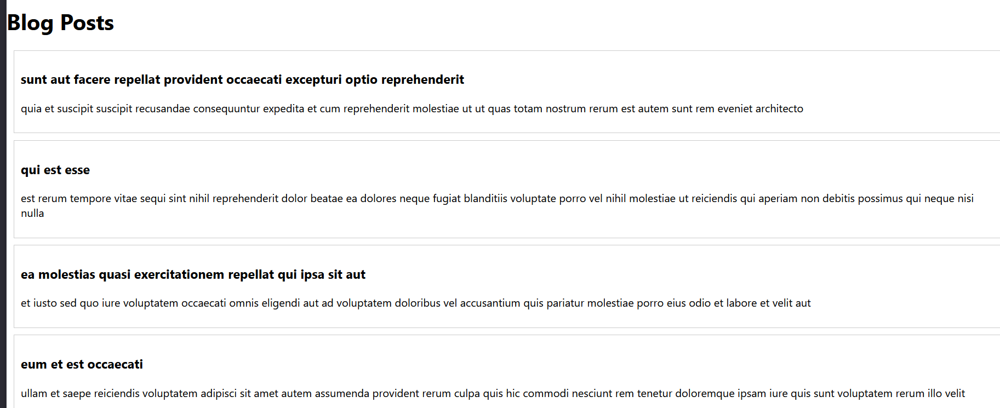 Blog Posts
sunt aut facere repellat provident occaecati excepturi optio reprehenderit
quia et suscipit suscipit recusandae consequuntur expedita et cum reprehenderit molestiae ut ut quas totam nostrum rerum est autem sunt rem eveniet architecto
qui est esse
est rerum tempore vitae sequi sint nihil reprehenderit dolor beatae ea dolores neque fugiat blanditiis voluptate porro vel nihil molestiae ut reiciendis qui aperiam non debitis possimus qui neque nisi
nulla
ea molestias quasi exercitationem repellat qui ipsa sit aut
et iusto sed quo iure voluptatem occaecati omnis eligendi aut ad voluptatem doloribus vel accusantium quis pariatur molestiae porro eius odio et labore et velit aut
eum et est occaecati
ullam et saepe reiciendis voluptatem adipisci sit amet autem assumenda provident rerum culpa quis hic commodi nesciunt rem tenetur doloremque ipsam iure quis sunt voluptatem rerum illo velit